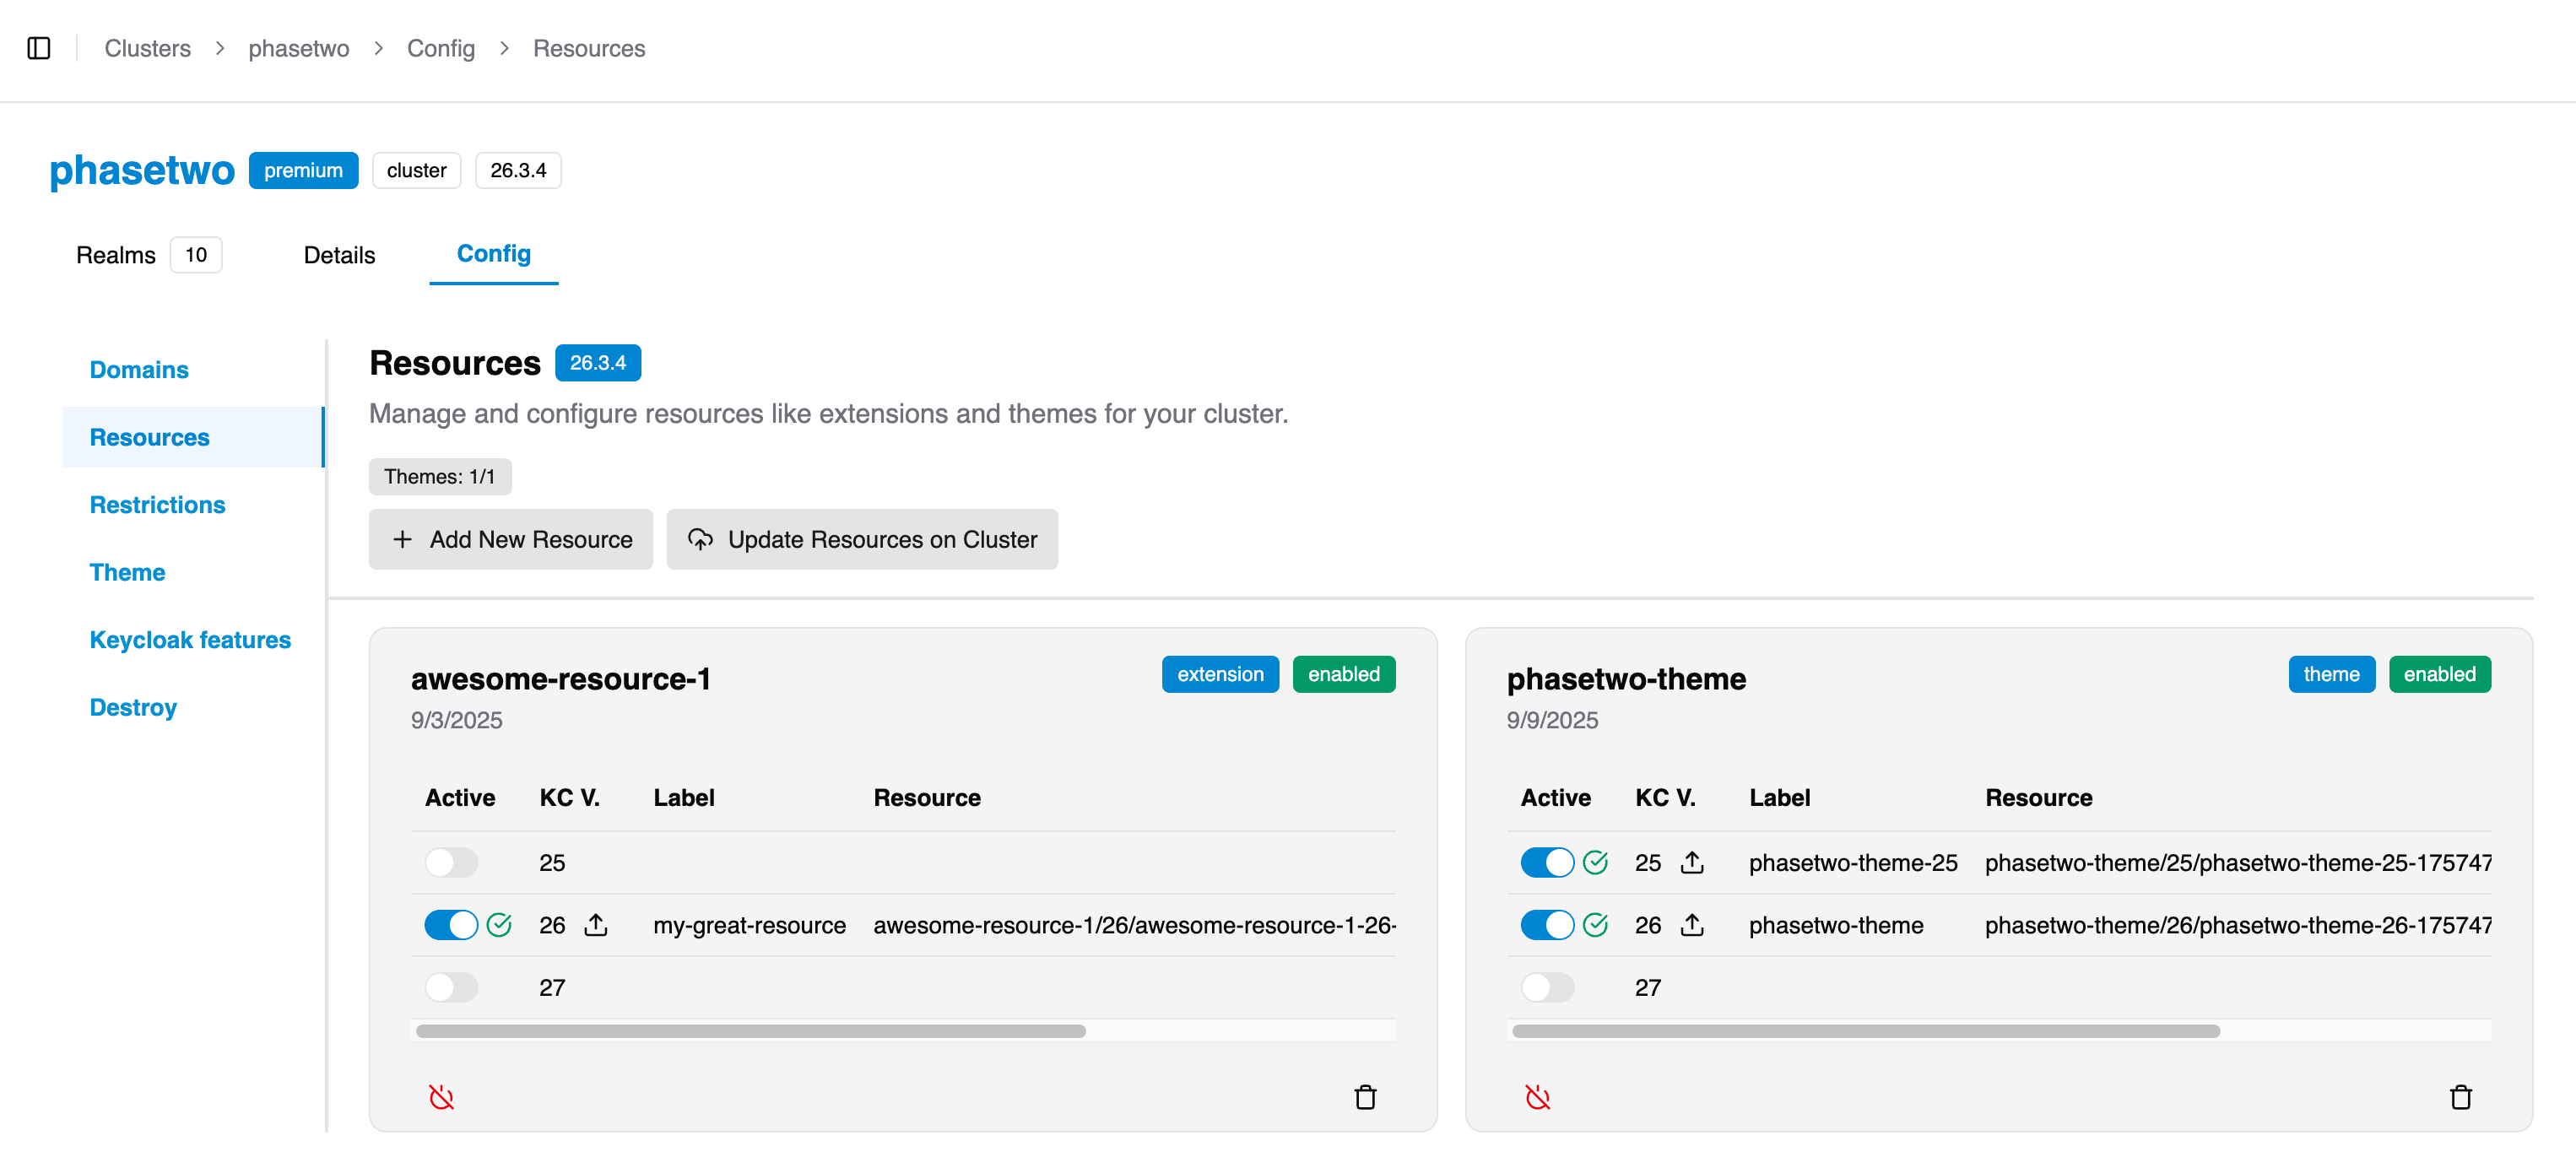 Clusters > phasetwo > Config > Resources
phasetwo premium cluster 26.3.4
Realms 10 Details Config
Domains
Resources
Restrictions
Theme
Keycloak features
Destroy
Resources 26.3.4
Manage and configure resources like extensions and themes for your cluster.
Themes: 1/1
+ Add New Resource Update Resources on Cluster
awesome-resource-1 extension enabled
9/3/2025
Active KC V. Label Resource
25
26 my-great-resource awesome-resource-1/26/awesome-resource-1-26-
27
phasetwo-theme theme enabled
9/9/2025
Active KC V. Label Resource
25 phasetwo-theme-25 phasetwo-theme/25/phasetwo-theme-25-175747
26 phasetwo-theme phasetwo-theme/26/phasetwo-theme-26-175747
27